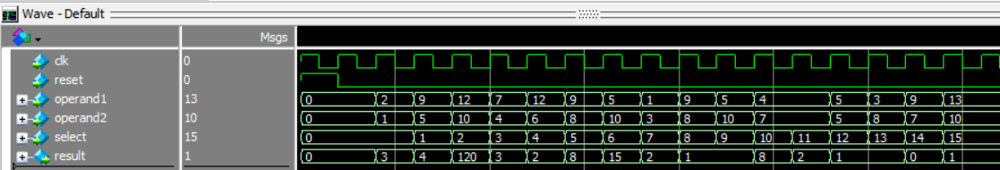 Wave - Default
Msgs
clk 0
reset 0
operand1 13 0 2 9 12 7 12 9 5 1 9 5 4 5 3 9 13
operand2 10 0 1 5 10 4 6 8 10 3 8 10 7 5 8 7 10
select 15 0 1 2 3 4 5 6 7 8 9 10 11 12 13 14 15
result 1 0 3 4 120 3 2 8 15 2 1 8 2 1 0 1